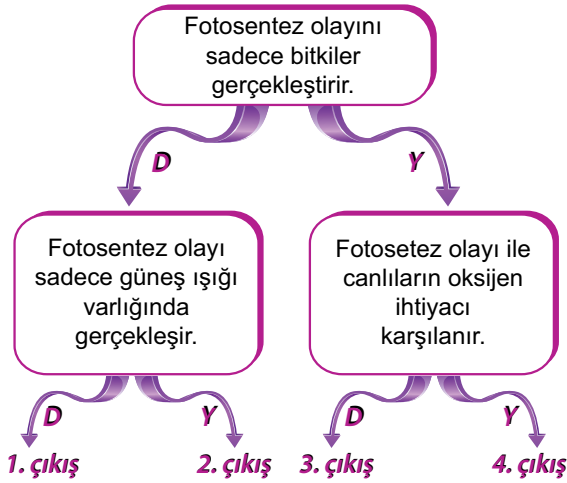 Fotosentez olayını
sadece bitkiler
gerçekleştirir.
D
Y
Fotosentez olayı
sadece güneş ışığı
varlığında
gerçekleşir.
Fotosetez olayı ile
canlıların oksijen
ihtiyacı
karşılanır.
D
Y
D
Y
1. çıkış
2. çıkış
3. çıkış
4. çıkış